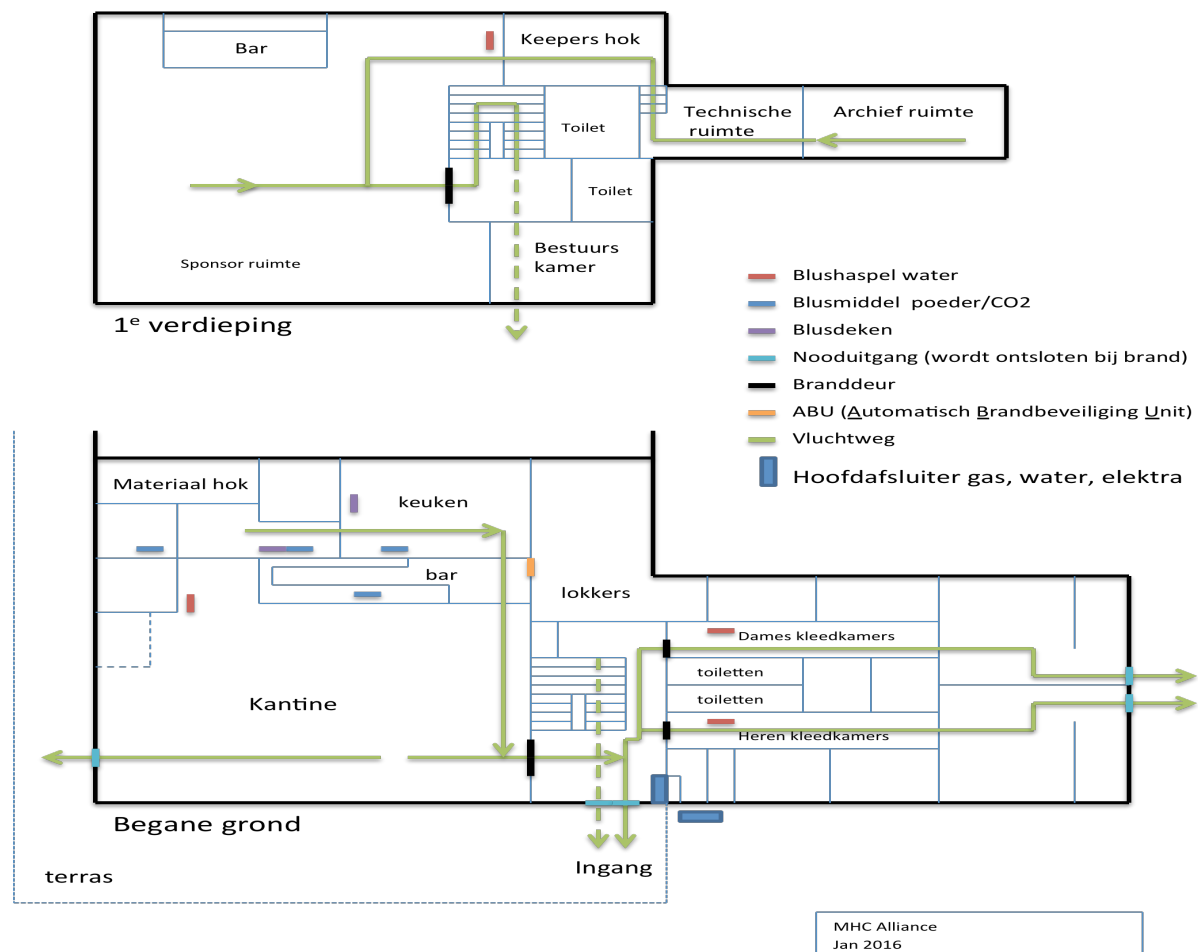 Bar
Keepers hok
Technische
ruimte
Archief ruimte
Toilet
Toilet
Sponsor ruimte
Bestuurs
kamer
1e verdieping
Blushaspel water
Blusmiddel poeder/CO2
Blusdeken
Nooduitgang (wordt ontsloten bij brand)
Branddeur
ABU (Automatisch Brandbeveiliging Unit)
Vluchtweg
Hoofdafsluiter gas, water, elektra
Materiaal hok
keuken
bar
lokkers
Dames kleedkamers
toiletten
toiletten
Kantine
Heren kleedkamers
Begane grond
Ingang
terras
MHC Alliance
Jan 2016